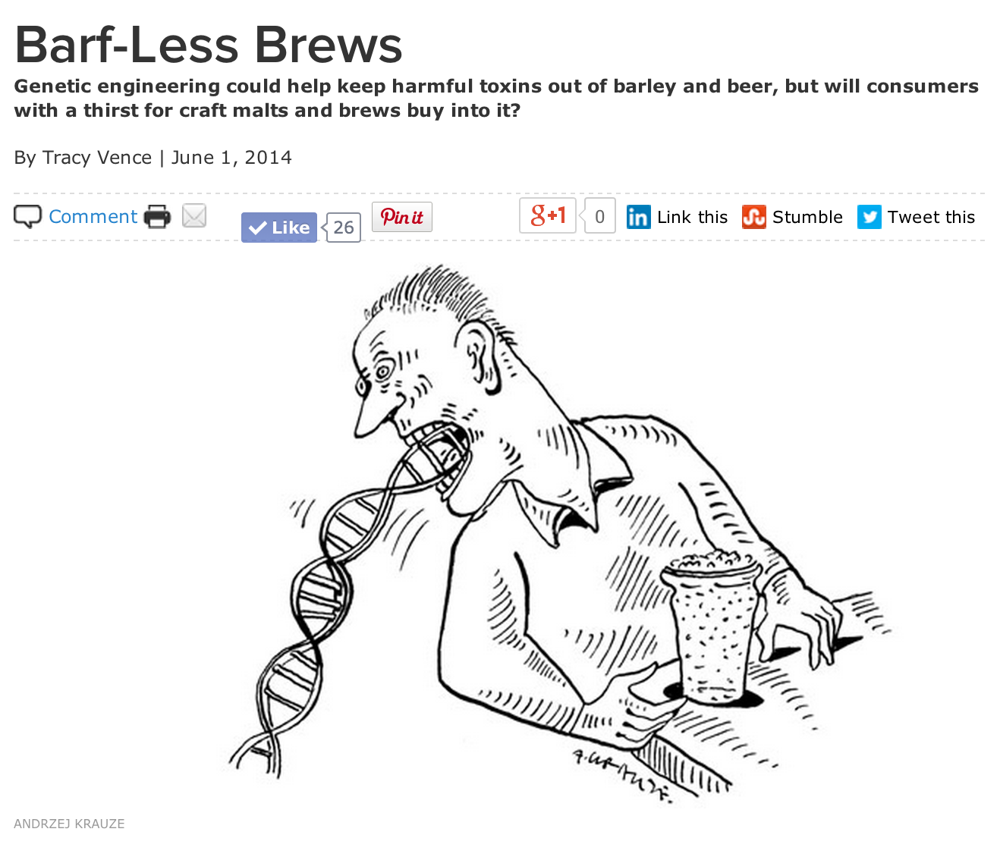 Barf-Less Brews
Genetic engineering could help keep harmful toxins out of barley and beer, but will consumers
with a thirst for craft malts and brews buy into it?
By Tracy Vence | June 1, 2014
Comment Like 26 Pin it g+1 0 in Link this Stumble Tweet this
A. KRAUZE.
ANDRZEJ KRAUZE